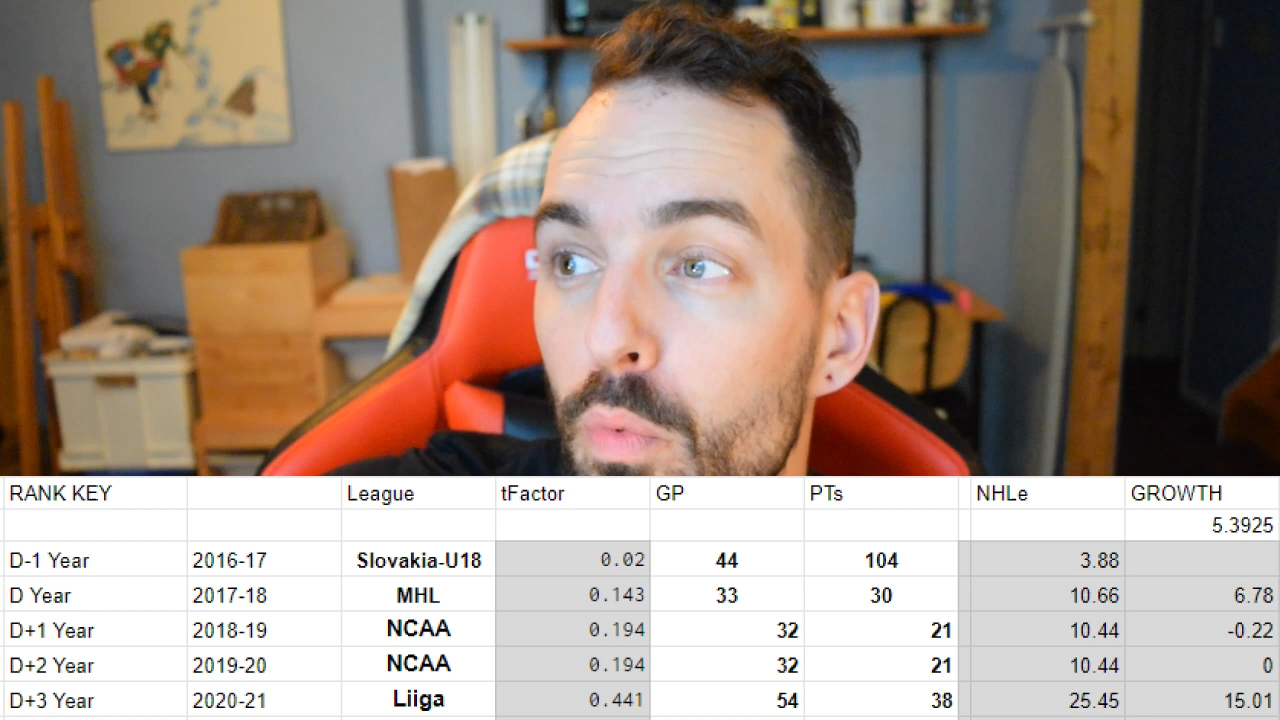 RANK KEY League tFactor GP PTs NHLe GROWTH
5.3925
D-1 Year 2016-17 Slovakia-U18 0.02 44 104 3.88
D Year 2017-18 MHL 0.143 33 30 10.66 6.78
D+1 Year 2018-19 NCAA 0.194 32 21 10.44 -0.22
D+2 Year 2019-20 NCAA 0.194 32 21 10.44 0
D+3 Year 2020-21 Liiga 0.441 54 38 25.45 15.01